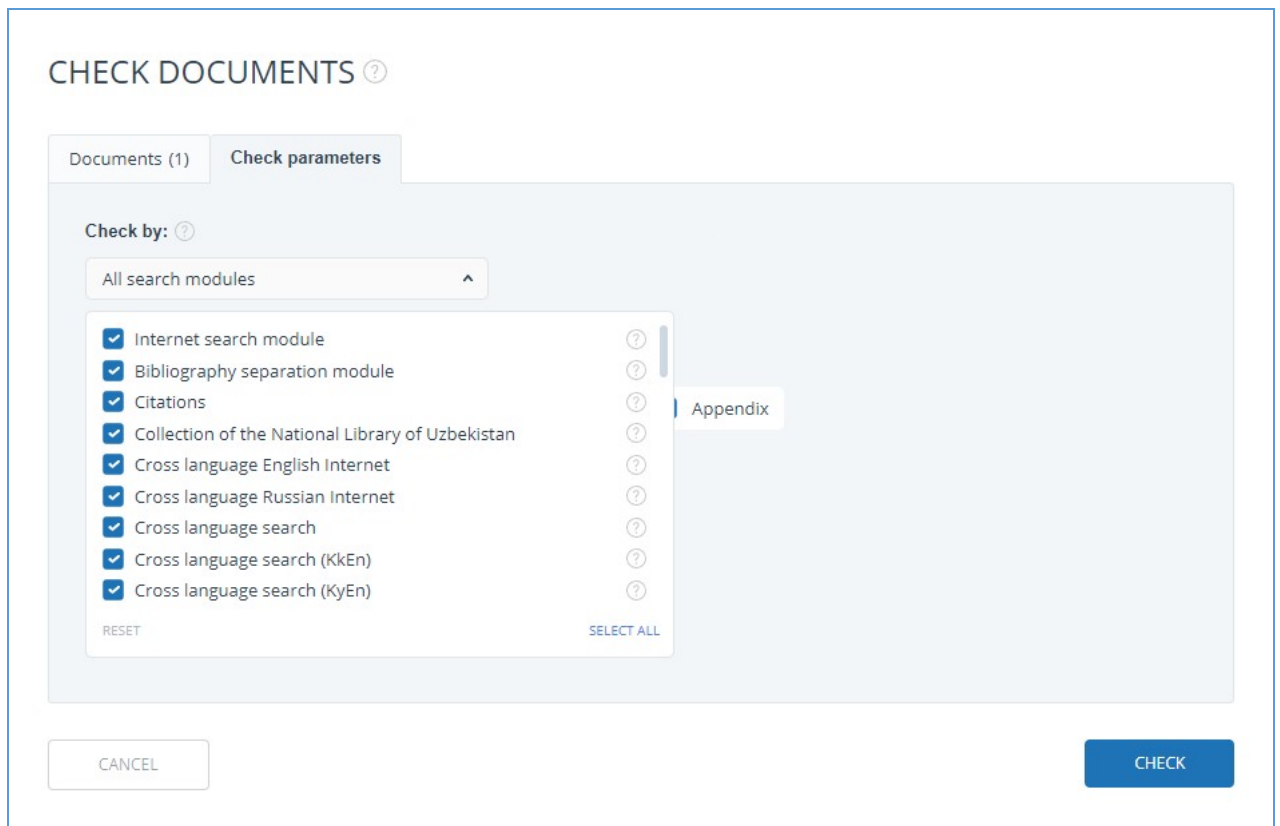 CHECK DOCUMENTS ?
Documents (1)
Check parameters
Check by: ?
All search modules
Internet search module ?
Bibliography separation module ?
Citations ?
Collection of the National Library of Uzbekistan ?
Cross language English Internet ?
Cross language Russian Internet ?
Cross language search ?
Cross language search (KkEn) ?
Cross language search (KyEn) ?
RESET
SELECT ALL
Appendix
CANCEL
CHECK